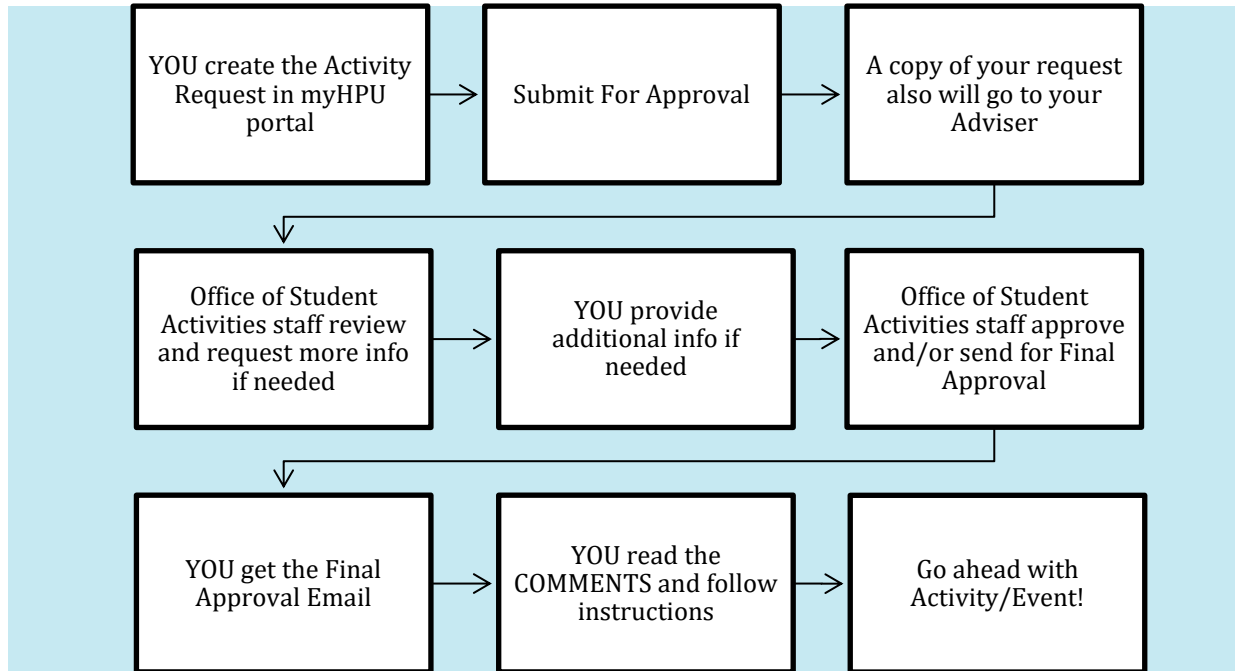 YOU create the Activity
Request in myHPU
portal
Submit For Approval
A copy of your request
also will go to your
Adviser
Office of Student
Activities staff review
and request more info
if needed
YOU provide
additional info if
needed
Office of Student
Activities staff approve
and/or send for Final
Approval
YOU get the Final
Approval Email
YOU read the
COMMENTS and follow
instructions
Go ahead with
Activity/Event!